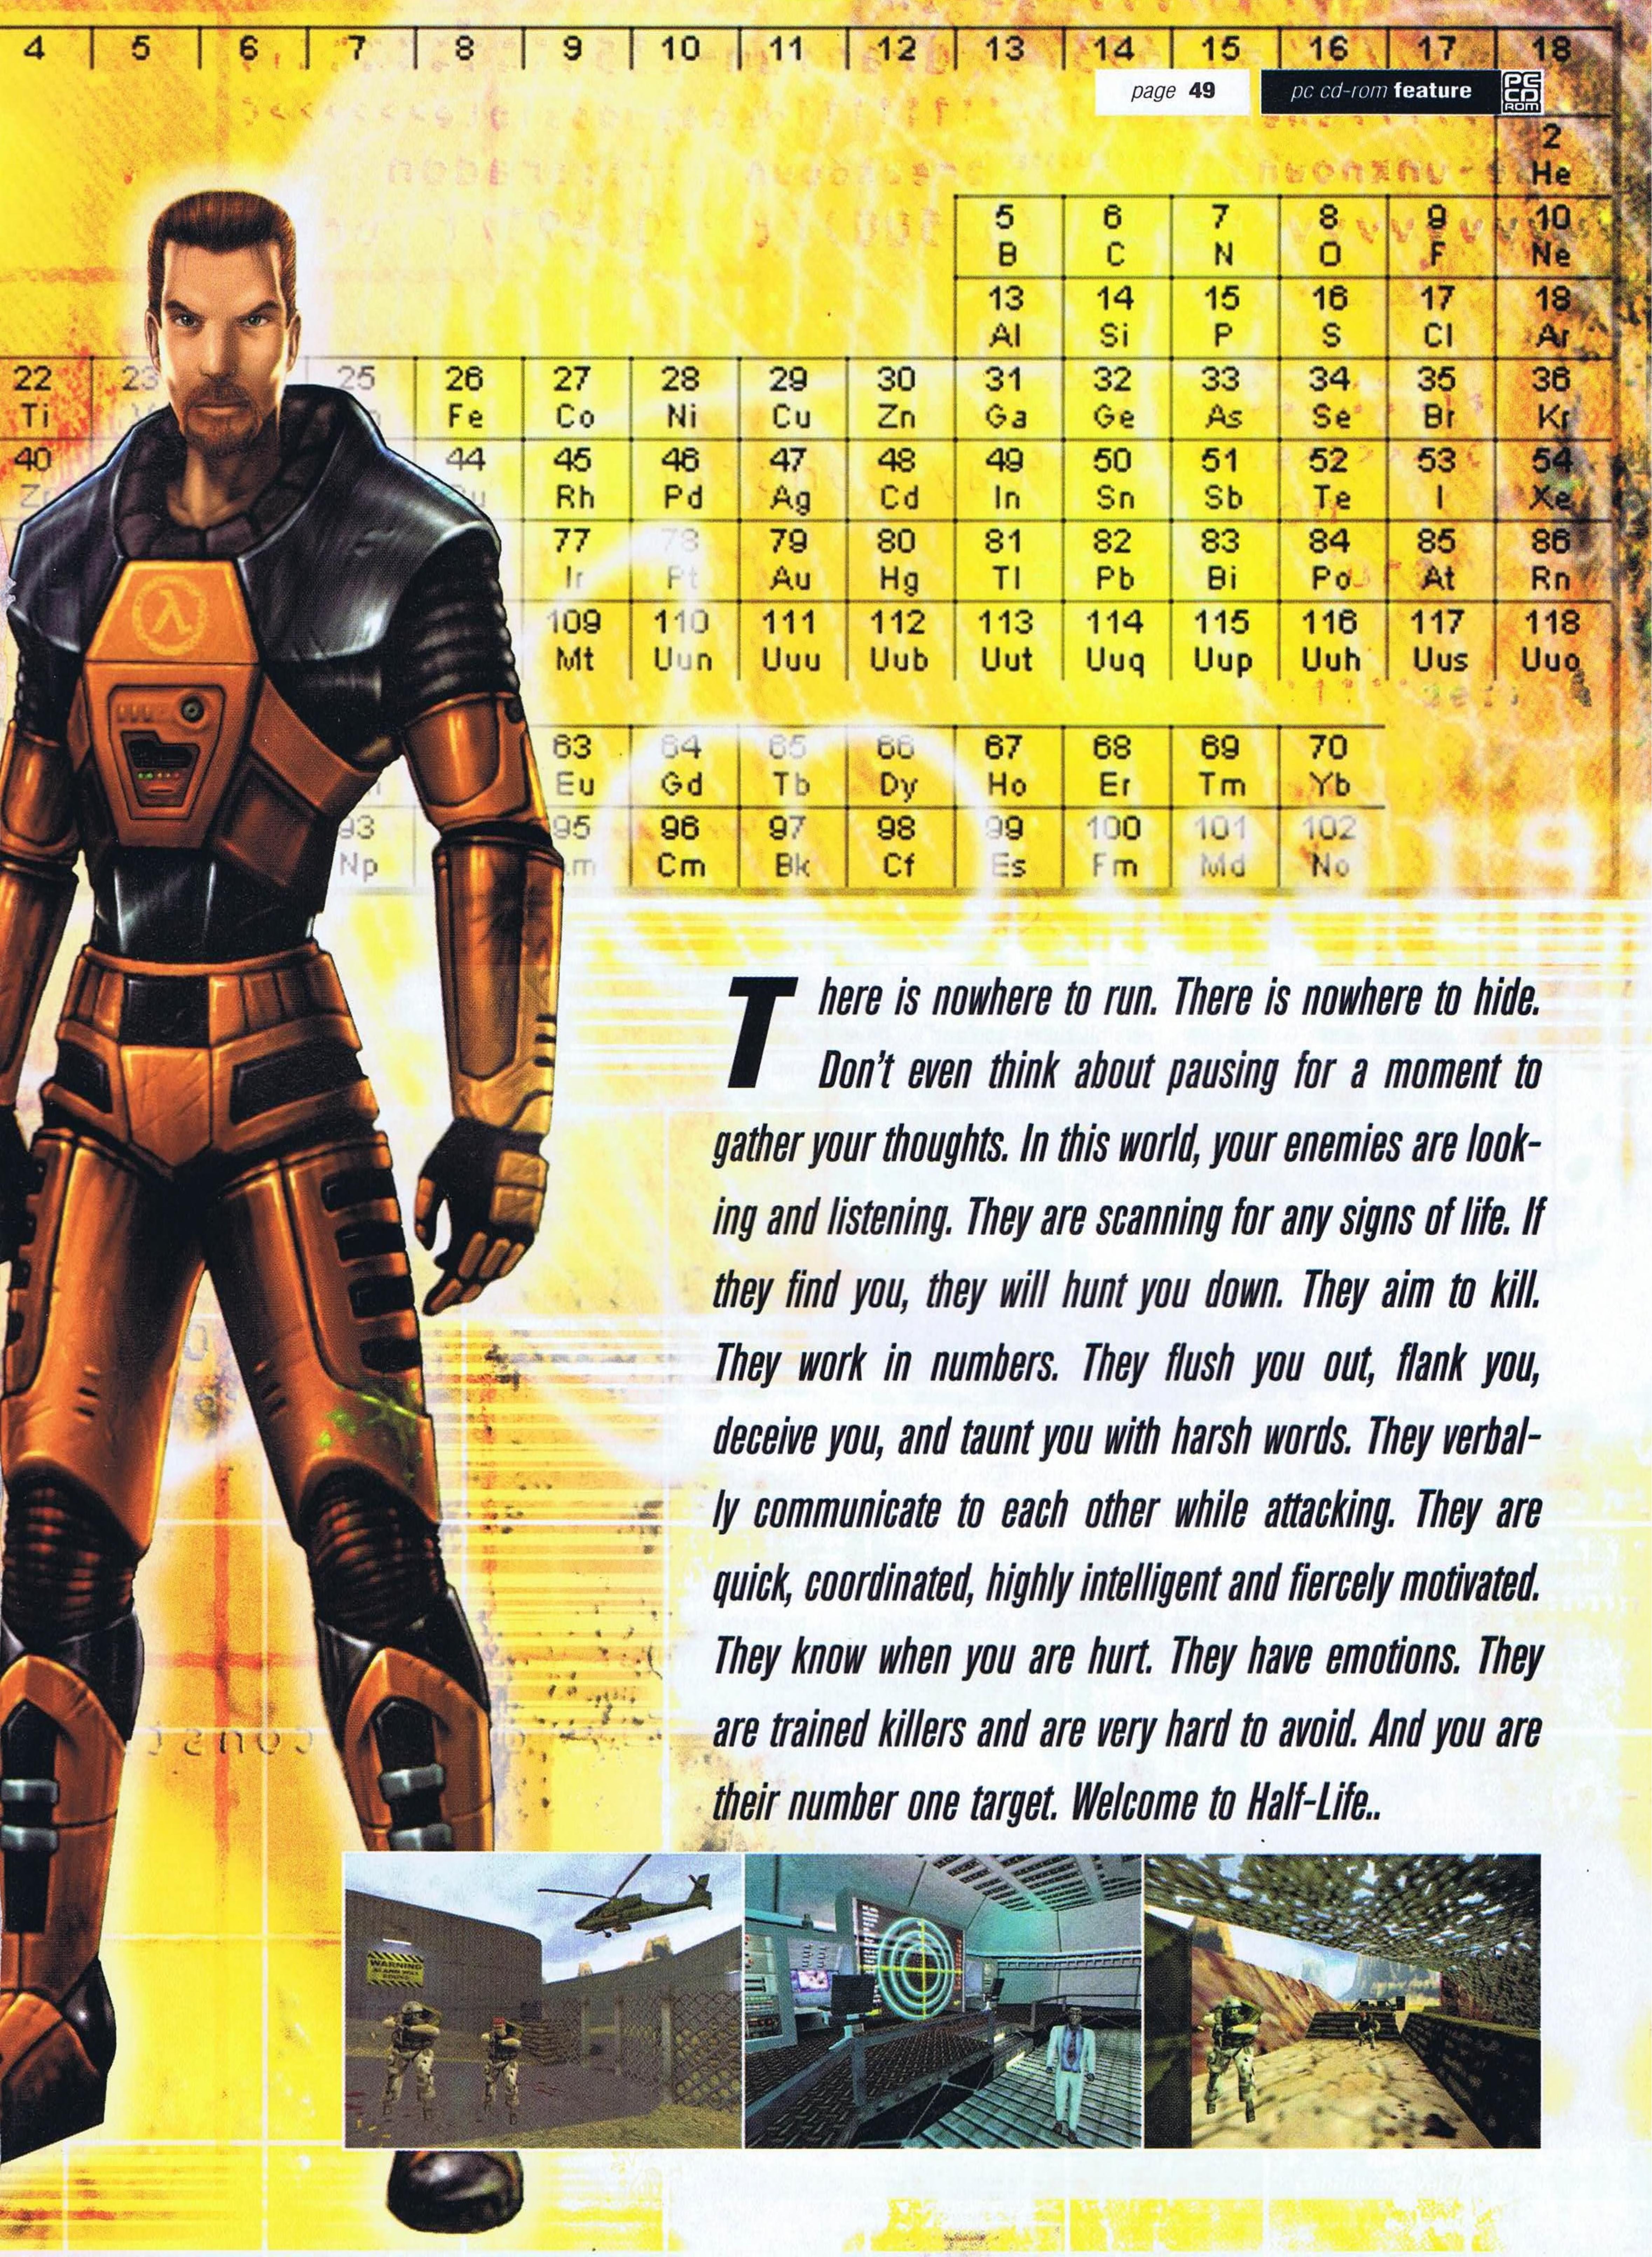 4 5 6 7 8 9 10 11 12 13 14 15 16 17 18
page 49 pc cd-rom feature PC CD ROM
2
He
5 6 7 8 9 10
B C N O F Ne
13 14 15 16 17 18
Al Si P S Cl Ar
22 23 25 26 27 28 29 30 31 32 33 34 35 36
Ti Fe Co Ni Cu Zn Ga Ge As Se Br Kr
40 44 45 46 47 48 49 50 51 52 53 54
Rh Pd Ag Cd In Sn Sb Te I Xe
77 78 79 80 81 82 83 84 85 86
Ir Pt Au Hg Tl Pb Bi Po At Rn
109 110 111 112 113 114 115 116 117 118
Mt Uun Uuu Uub Uut Uuq Uup Uuh Uus Uuo
63 64 65 66 67 68 69 70
Eu Gd Tb Dy Ho Er Tm Yb
93 95 96 97 98 99 100 101 102
Np Cm Bk Cf Es Fm Md No
There is nowhere to run. There is nowhere to hide.
Don't even think about pausing for a moment to
gather your thoughts. In this world, your enemies are look-
ing and listening. They are scanning for any signs of life. If
they find you, they will hunt you down. They aim to kill.
They work in numbers. They flush you out, flank you,
deceive you, and taunt you with harsh words. They verbal-
ly communicate to each other while attacking. They are
quick, coordinated, highly intelligent and fiercely motivated.
They know when you are hurt. They have emotions. They
are trained killers and are very hard to avoid. And you are
their number one target. Welcome to Half-Life..
WARNING